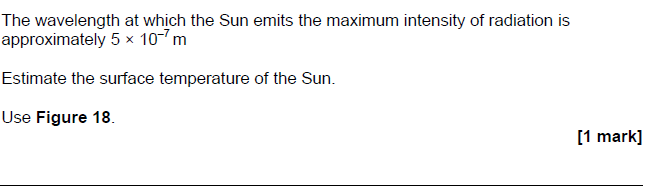 The wavelength at which the Sun emits the maximum intensity of radiation is
approximately 5 × 10⁻⁷ m
Estimate the surface temperature of the Sun.
Use Figure 18.
[1 mark]